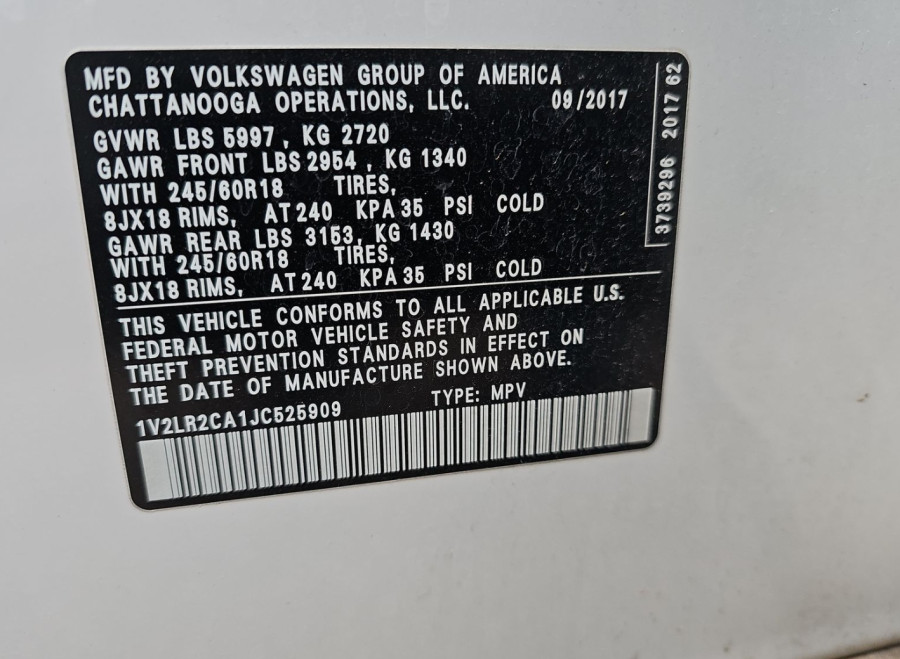 MFD BY VOLKSWAGEN GROUP OF AMERICA
CHATTANOOGA OPERATIONS, LLC. 09/2017
GVWR LBS 5997 , KG 2720
GAWR FRONT LBS 2954 , KG 1340
WITH 245/60R18 TIRES,
8JX18 RIMS, AT 240 KPA 35 PSI COLD
GAWR REAR LBS 3153, KG 1430
WITH 245/60R18 TIRES,
8JX18 RIMS, AT 240 KPA 35 PSI COLD
THIS VEHICLE CONFORMS TO ALL APPLICABLE U.S.
FEDERAL MOTOR VEHICLE SAFETY AND
THEFT PREVENTION STANDARDS IN EFFECT ON
THE DATE OF MANUFACTURE SHOWN ABOVE.
1V2LR2CA1JC525909 TYPE: MPV
3739296 2017 62